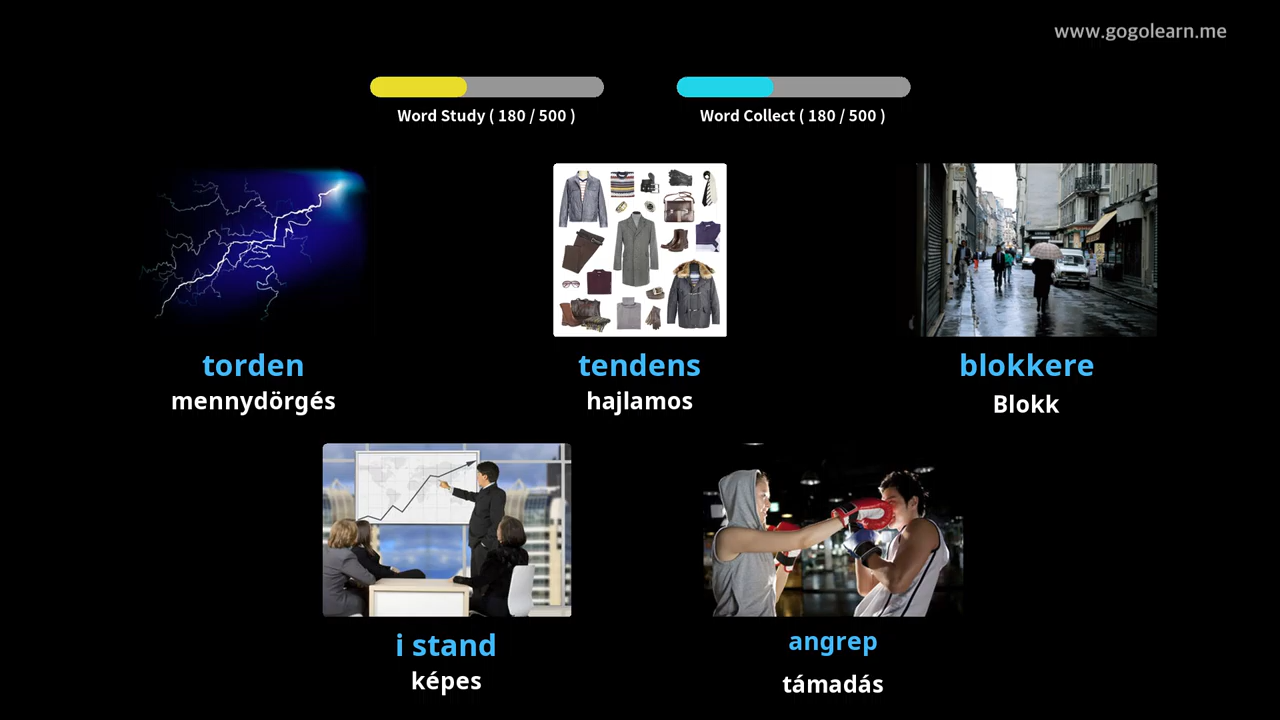 www.gogolearn.me
Word Study ( 180 / 500 )
Word Collect ( 180 / 500 )
torden
mennydörgés
tendens
hajlamos
blokkere
Blokk
i stand
képes
angrep
támadás